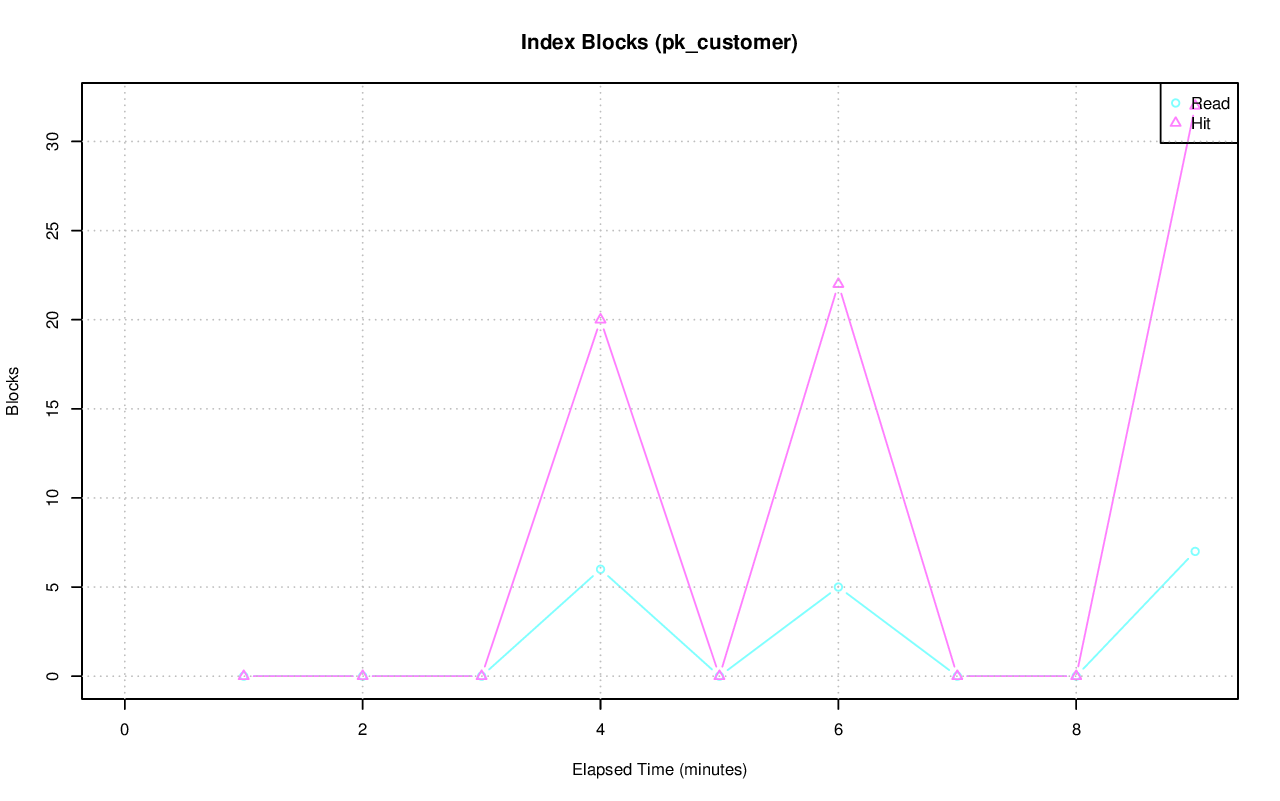 Index Blocks (pk_customer)
Read
Hit
30
25
20
15
10
5
0
Blocks
0 2 4 6 8
Elapsed Time (minutes)